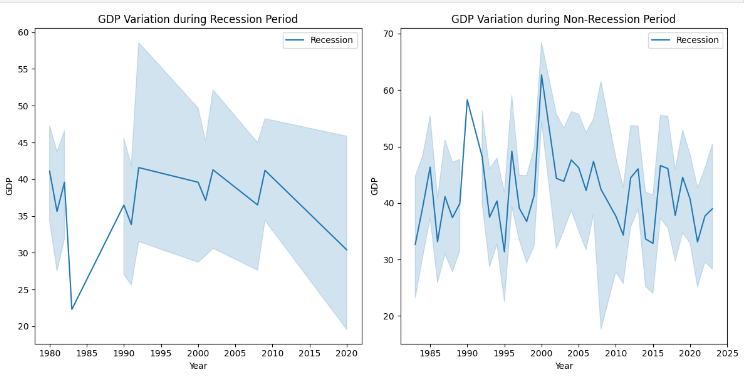 GDP Variation during Recession Period
60
55
50
45
40
35
30
25
20
GDP
Recession
1980 1985 1990 1995 2000 2005 2010 2015 2020
Year
GDP Variation during Non-Recession Period
70
60
50
40
30
20
GDP
Recession
1985 1990 1995 2000 2005 2010 2015 2020 2025
Year